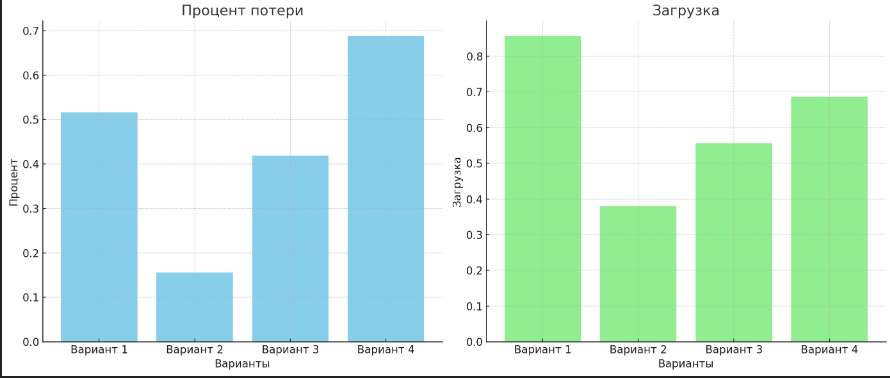 Процент потери
Процент
0.7
0.6
0.5
0.4
0.3
0.2
0.1
0.0
Вариант 1 Вариант 2 Вариант 3 Вариант 4
Варианты
Загрузка
Загрузка
0.8
0.7
0.6
0.5
0.4
0.3
0.2
0.1
0.0
Вариант 1 Вариант 2 Вариант 3 Вариант 4
Варианты